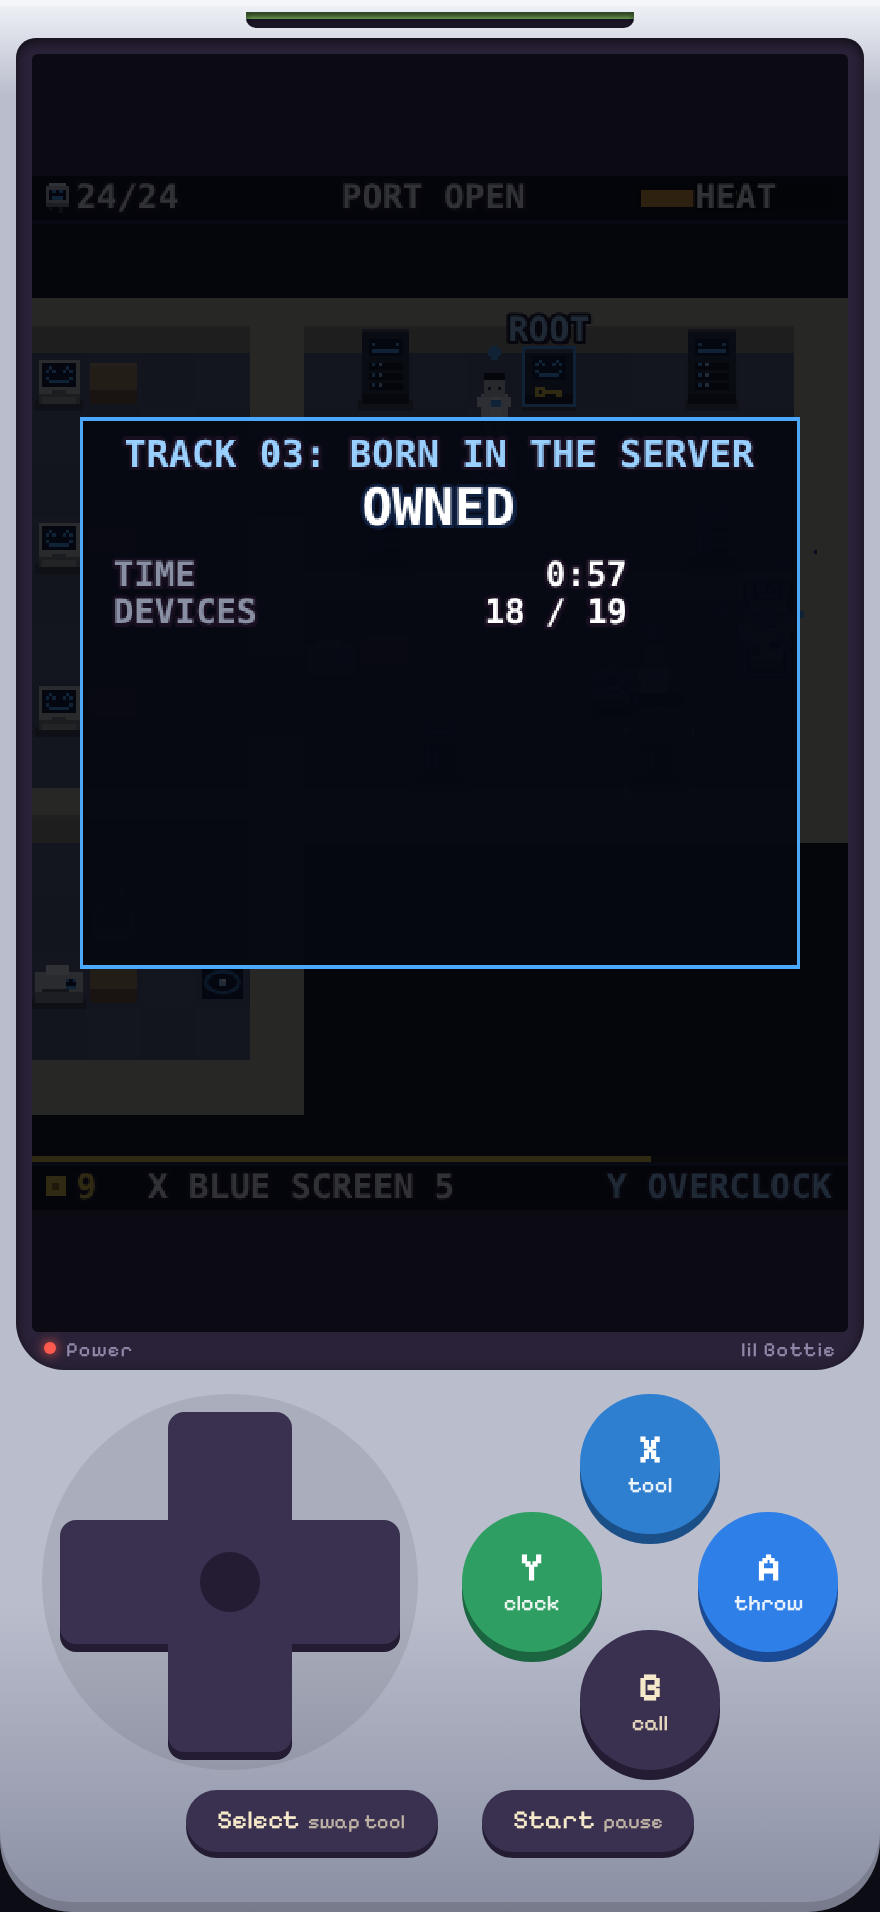 24/24 PORT OPEN HEAT
ROOT
TRACK 03: BORN IN THE SERVER
OWNED
TIME 0:57
DEVICES 18 / 19
9 X BLUE SCREEN 5 Y OVERCLOCK
Power lil Bottie
X
tool
Y
clock
A
throw
B
call
Select swap tool Start pause